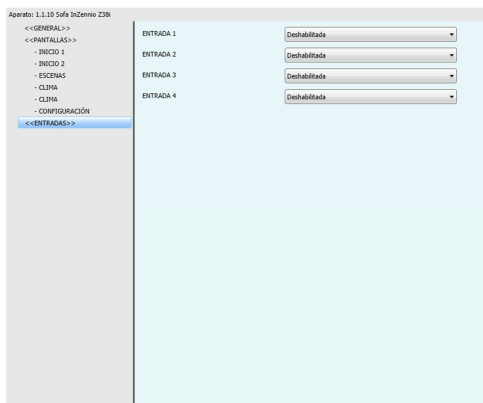 Aparato: 1.1.10 Sofa InZennio Z38i
<<GENERAL>>
<<PANTALLAS>>
- INICIO 1
- INICIO 2
- ESCENAS
- CLIMA
- CLIMA
- CONFIGURACIÓN
<<ENTRADAS>>
ENTRADA 1 Deshabilitada
ENTRADA 2 Deshabilitada
ENTRADA 3 Deshabilitada
ENTRADA 4 Deshabilitada